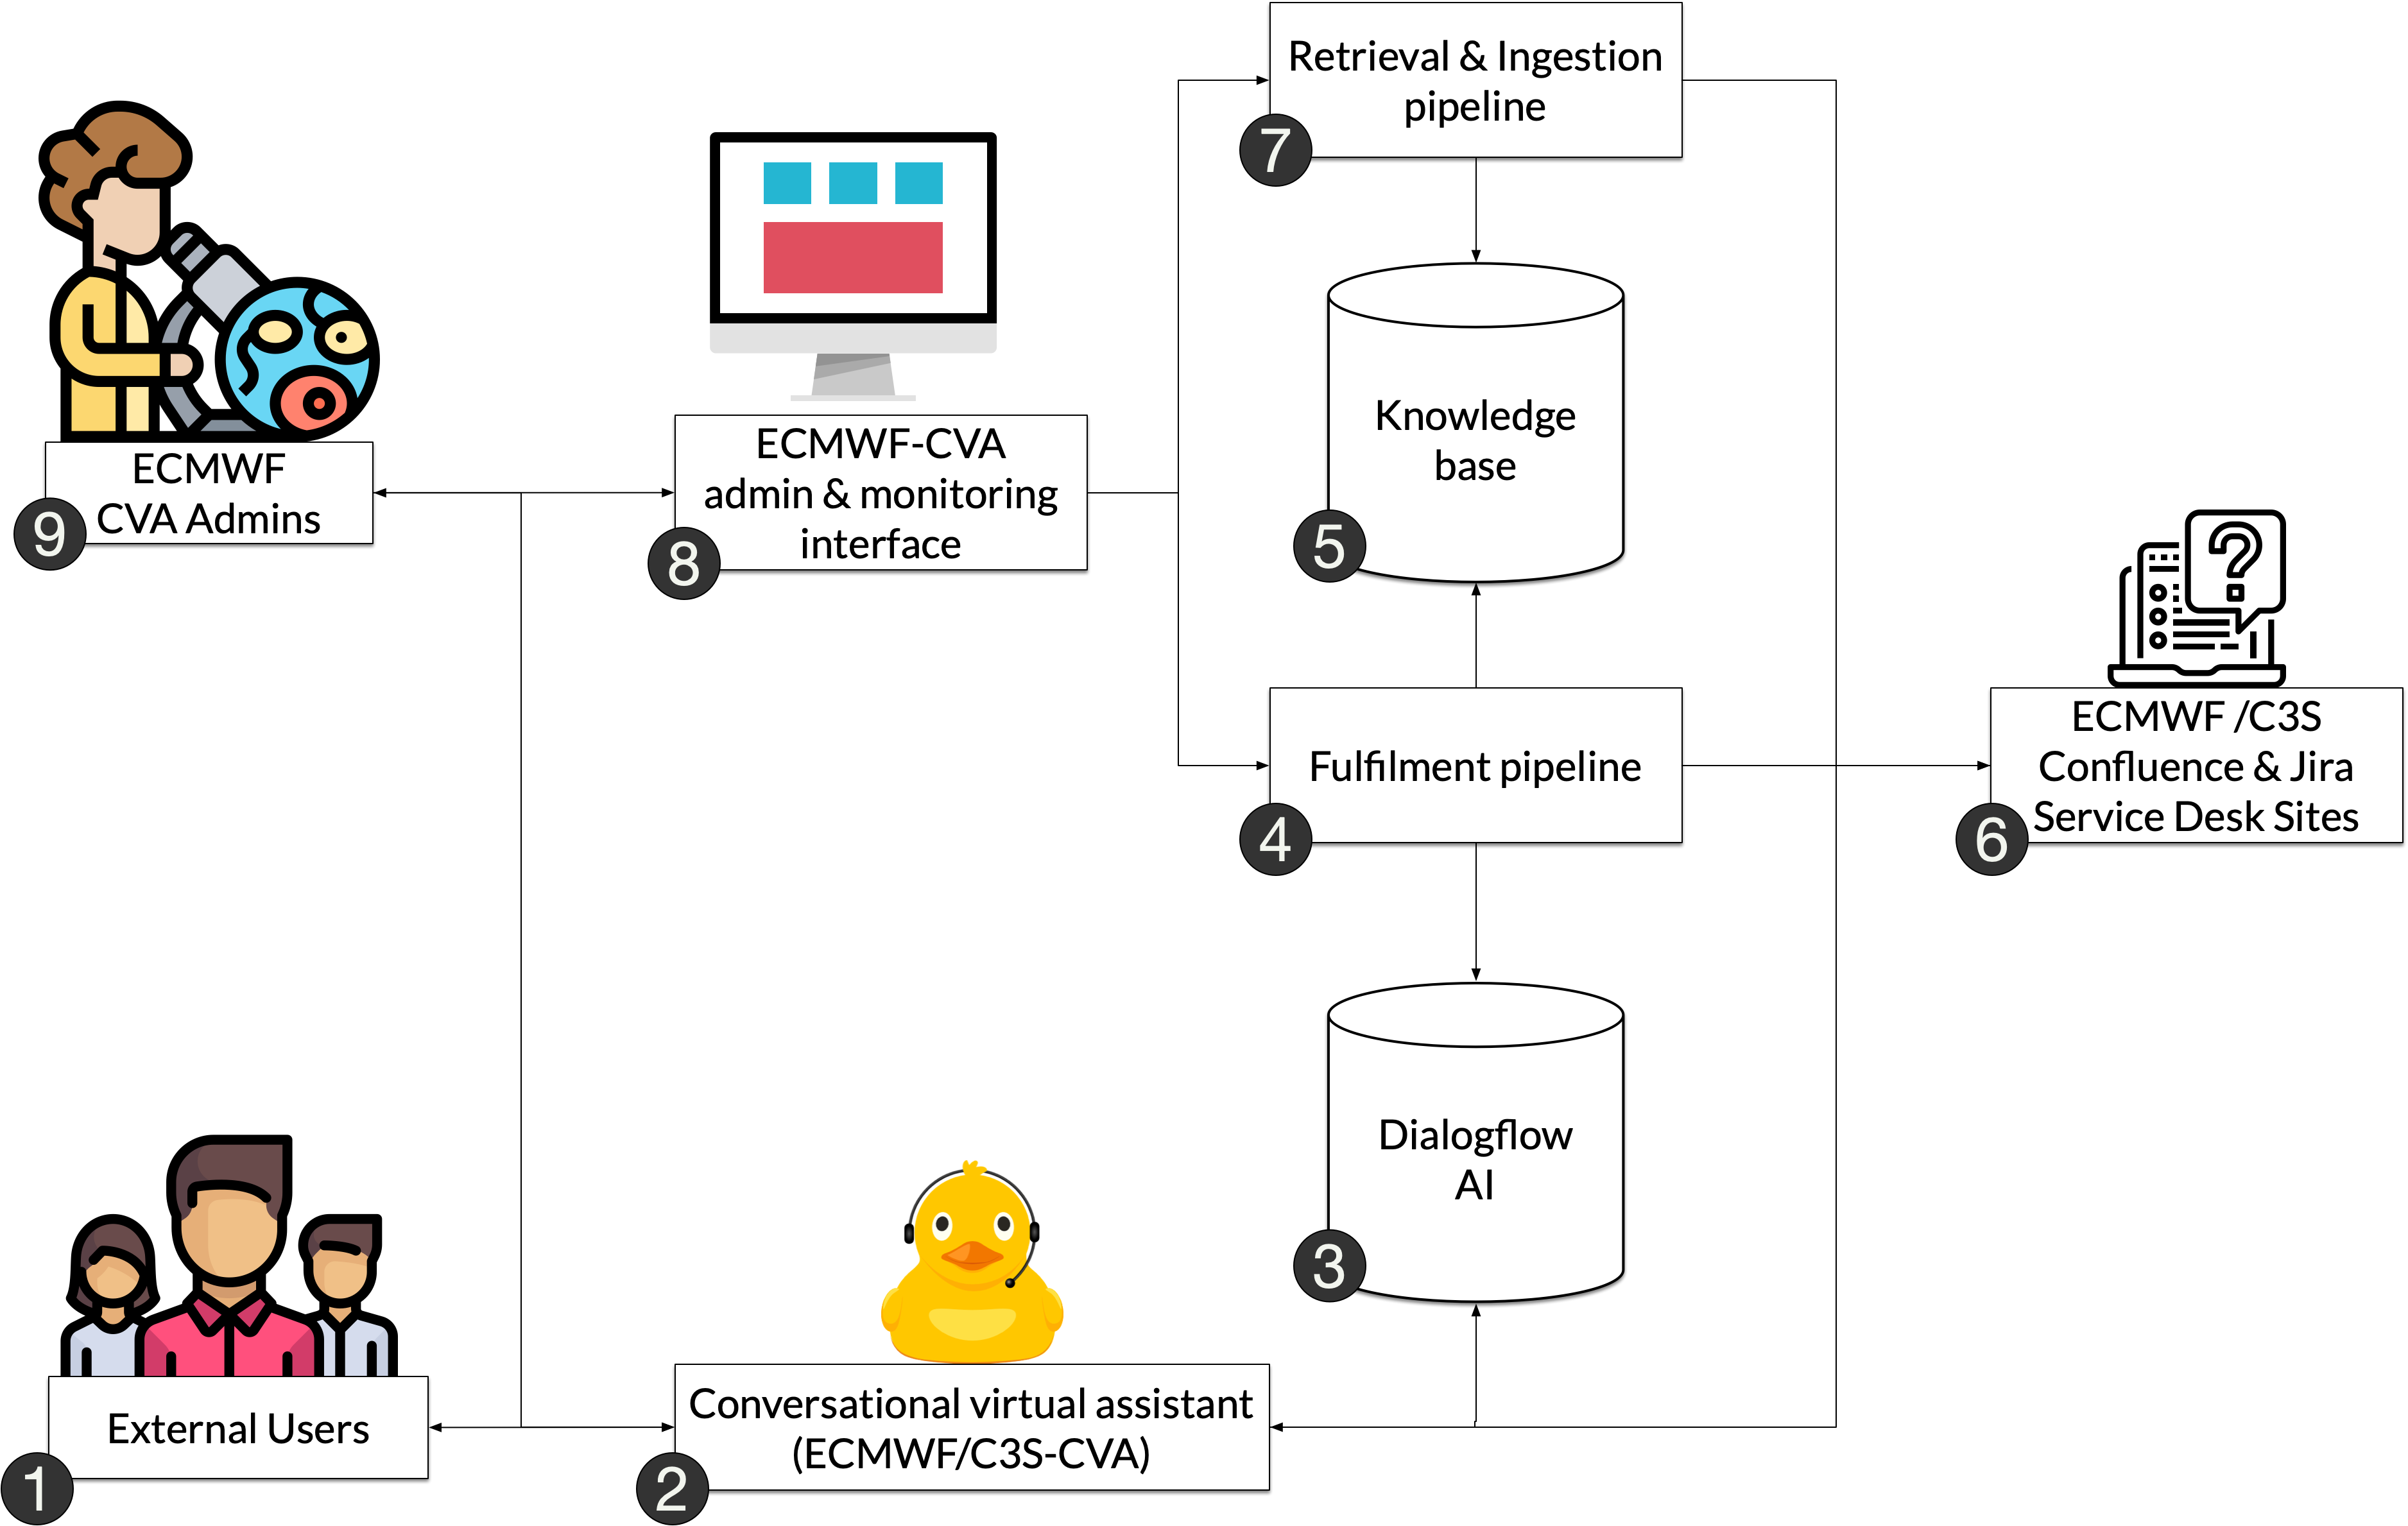 Retrieval & Ingestion
pipeline
7
ECMWF
CVA Admins
9
ECMWF-CVA
admin & monitoring
interface
8
Knowledge
base
5
Fulfilment pipeline
4
ECMWF /C3S
Confluence & Jira
Service Desk Sites
6
?
Dialogflow
AI
3
External Users
1
Conversational virtual assistant
(ECMWF/C3S-CVA)
2